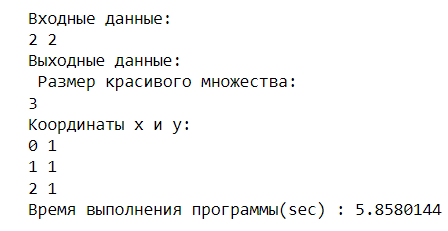 Входные данные:
2 2
Выходные данные:
Размер красивого множества:
3
Координаты x и y:
0 1
1 1
2 1
Время выполнения программы(sec) : 5.8580144